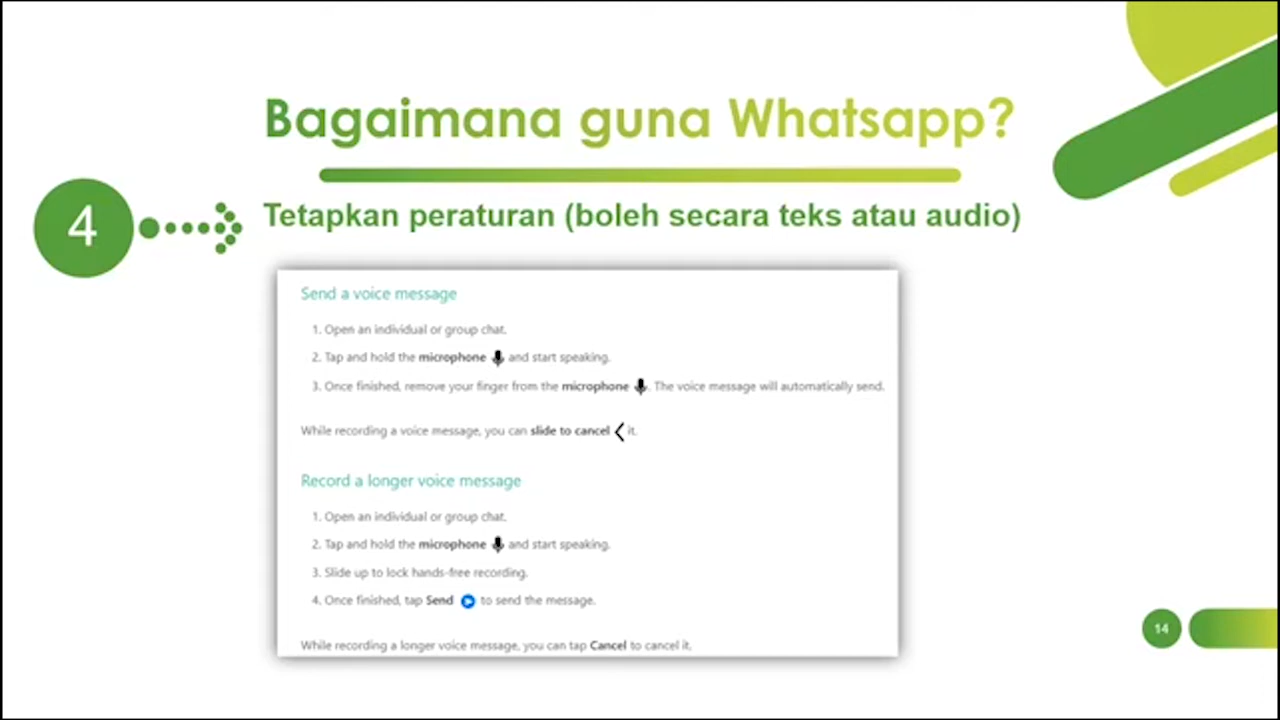 Bagaimana guna Whatsapp?
4
Tetapkan peraturan (boleh secara teks atau audio)
Send a voice message
1. Open an individual or group chat.
2. Tap and hold the microphone and start speaking.
3. Once finished, remove your finger from the microphone. The voice message will automatically send.
While recording a voice message, you can slide to cancel it.
Record a longer voice message
1. Open an individual or group chat.
2. Tap and hold the microphone and start speaking.
3. Slide up to lock hands-free recording.
4. Once finished, tap Send to send the message.
While recording a longer voice message, you can tap Cancel to cancel it.
14